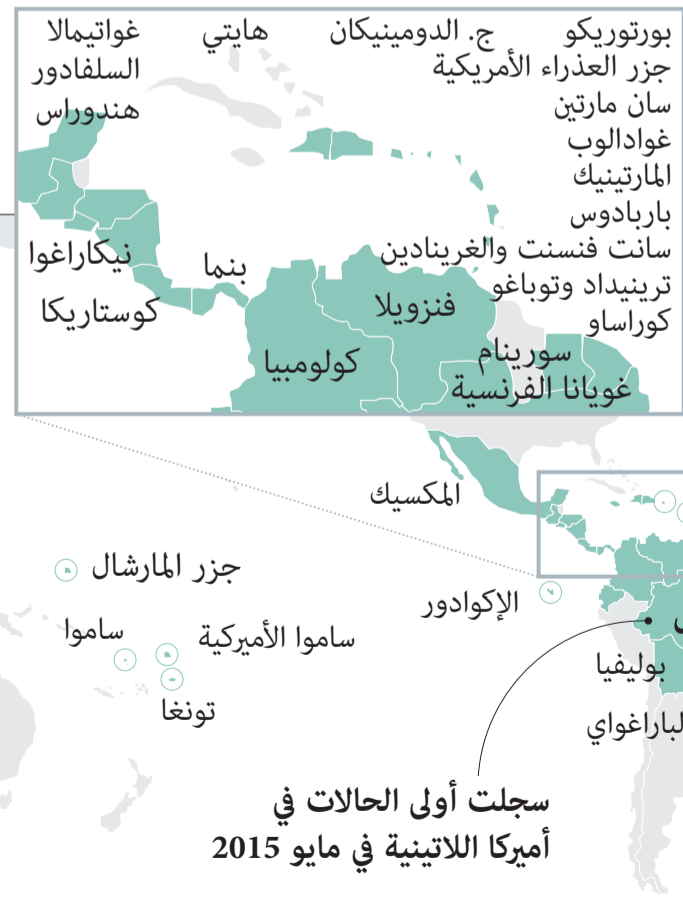 بورتوريكو
ج. الدومينيكان
هايتي
غواتيمالا
جزر العذراء الأمريكية
السلفادور
سان مارتين
هندوراس
غوادالوب
المارتينيك
باربادوس
سانت فنسنت والغرينادين
نيكاراغوا
بنما
ترينيداد وتوباغو
فنزويلا
كوستاريكا
كوراساو
سورينام
كولومبيا
غويانا الفرنسية
المكسيك
جزر المارشال
الإكوادور
ساموا الأميركية
ساموا
بوليفيا
تونغا
لباراغواي
سجلت أولى الحالات في
أميركا اللاتينية في مايو 2015